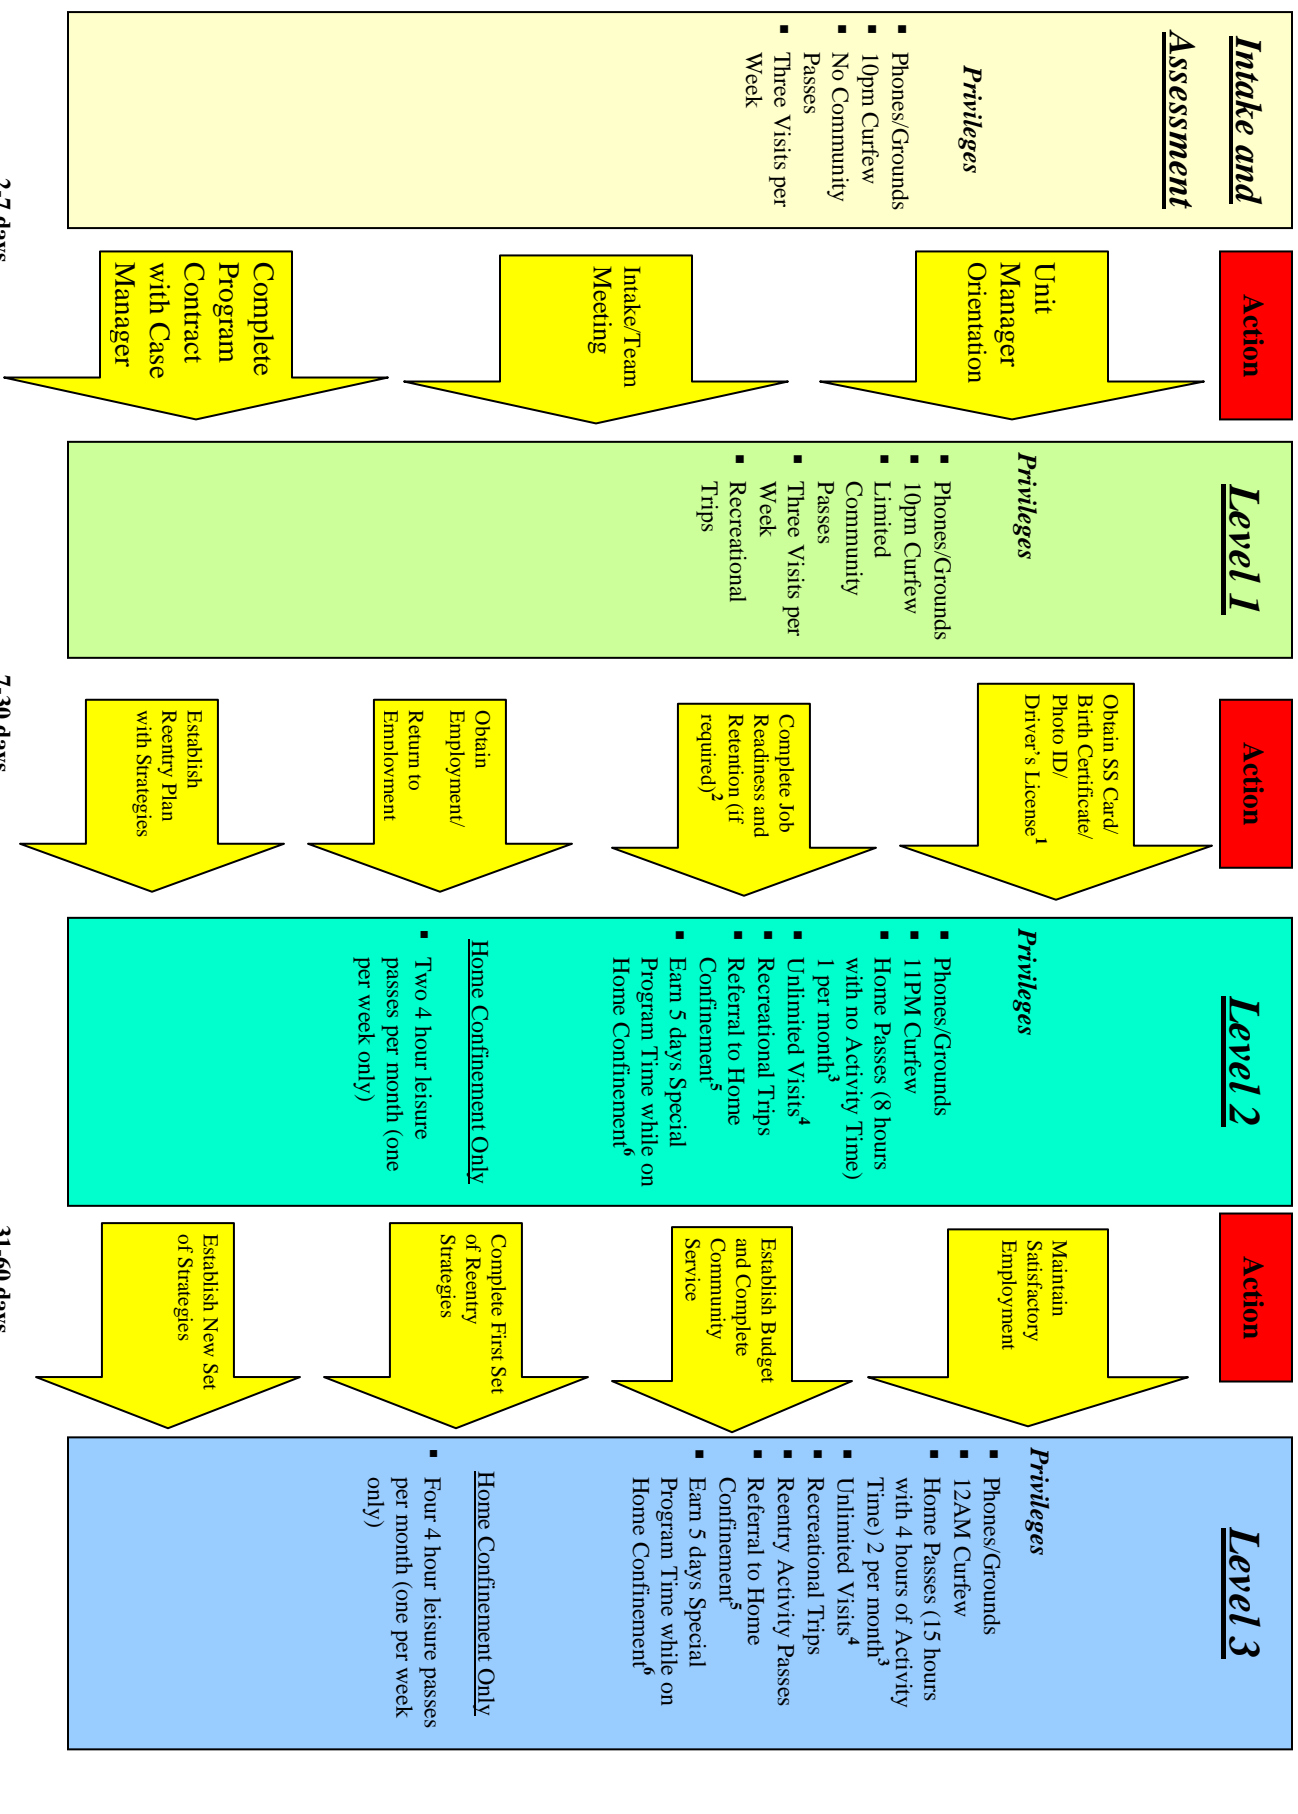 Intake and
Assessment
Privileges
▪ Phones/Grounds
▪ 10pm Curfew
▪ No Community
Passes
▪ Three Visits per
Week
Action
Unit
Manager
Orientation
Intake/Team
Meeting
Complete
Program
Contract
with Case
Manager
2-7 days
Level 1
Privileges
▪ Phones/Grounds
▪ 10pm Curfew
▪ Limited
Community
Passes
▪ Three Visits per
Week
▪ Recreational
Trips
Action
Obtain SS Card/
Birth Certificate/
Photo ID/
Driver's License1
Complete Job
Readiness and
Retention (if
required)2
Obtain
Employment/
Return to
Employment
Establish
Reentry Plan
with Strategies
7-30 days
Level 2
Privileges
▪ Phones/Grounds
▪ 11PM Curfew
▪ Home Passes (8 hours
with no Activity Time)
1 per month3
▪ Unlimited Visits4
▪ Recreational Trips
▪ Referral to Home
Confinement5
▪ Earn 5 days Special
Program Time while on
Home Confinement6
Home Confinement Only
▪ Two 4 hour leisure
passes per month (one
per week only)
Action
Maintain
Satisfactory
Employment
Establish Budget
and Complete
Community
Service
Complete First Set
of Reentry
Strategies
Establish New Set
of Strategies
31-60 days
Level 3
Privileges
▪ Phones/Grounds
▪ 12AM Curfew
▪ Home Passes (15 hours
with 4 hours of Activity
Time) 2 per month3
▪ Unlimited Visits4
▪ Recreational Trips
▪ Reentry Activity Passes
▪ Referral to Home
Confinement5
▪ Earn 5 days Special
Program Time while on
Home Confinement6
Home Confinement Only
▪ Four 4 hour leisure passes
per month (one per week
only)